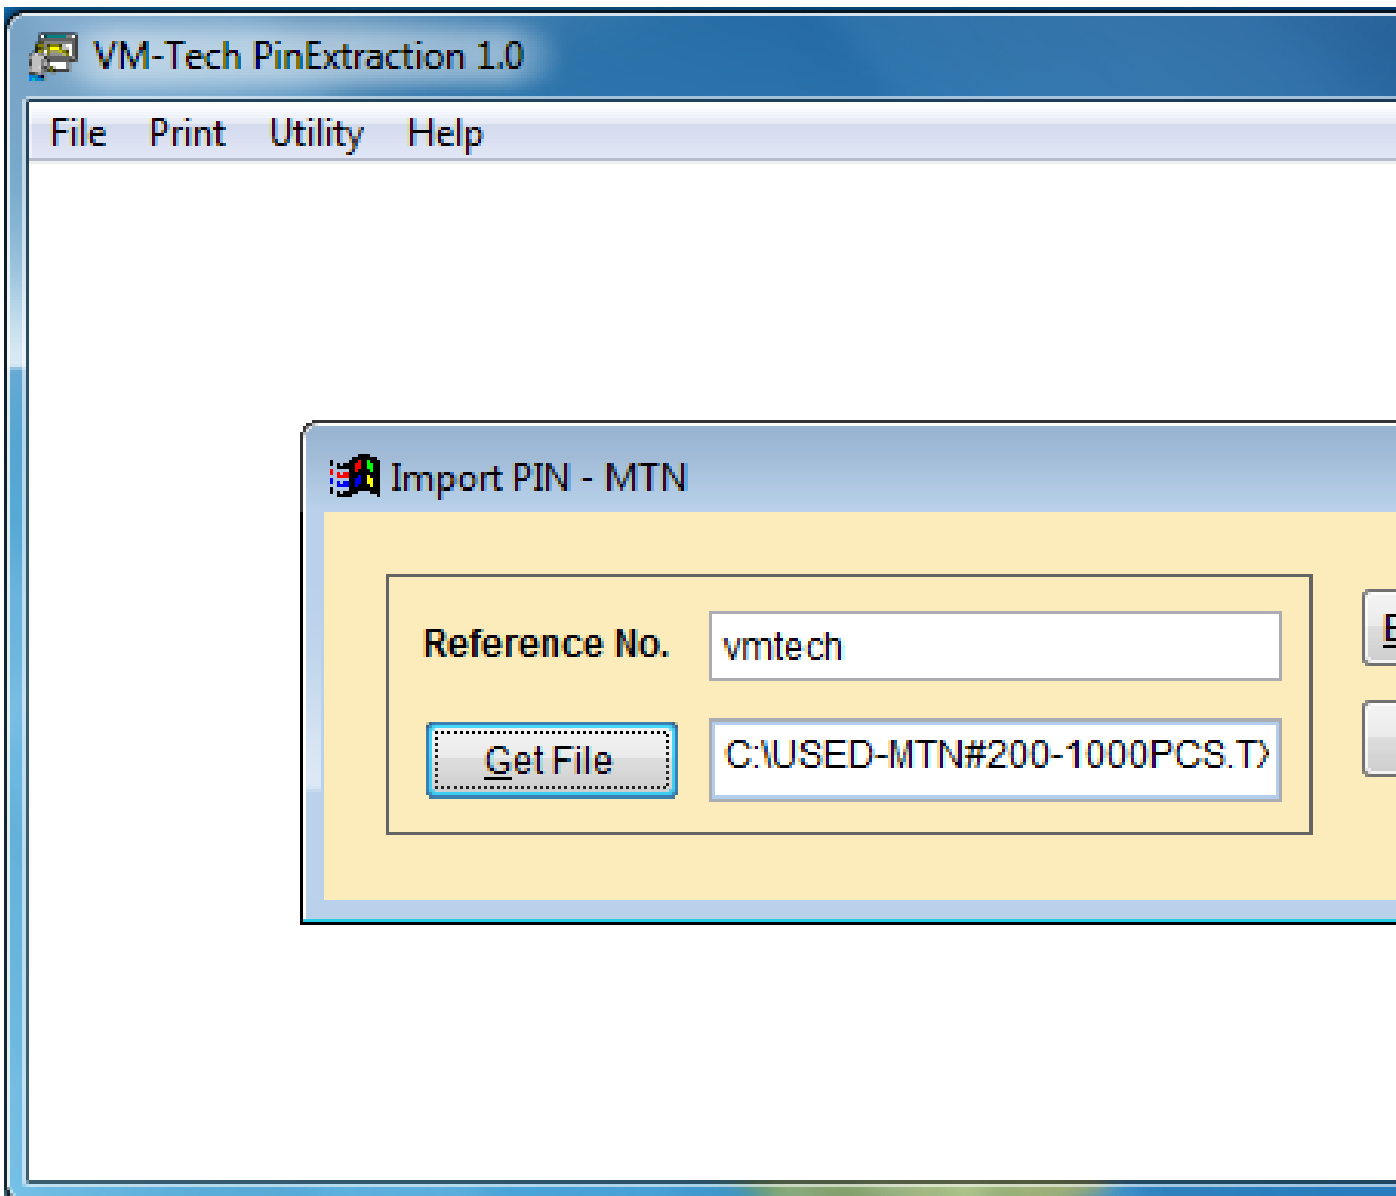 VM-Tech PinExtraction 1.0
File Print Utility Help
Import PIN - MTN
Reference No. vmtech
Get File C:\USED-MTN#200-1000PCS.T